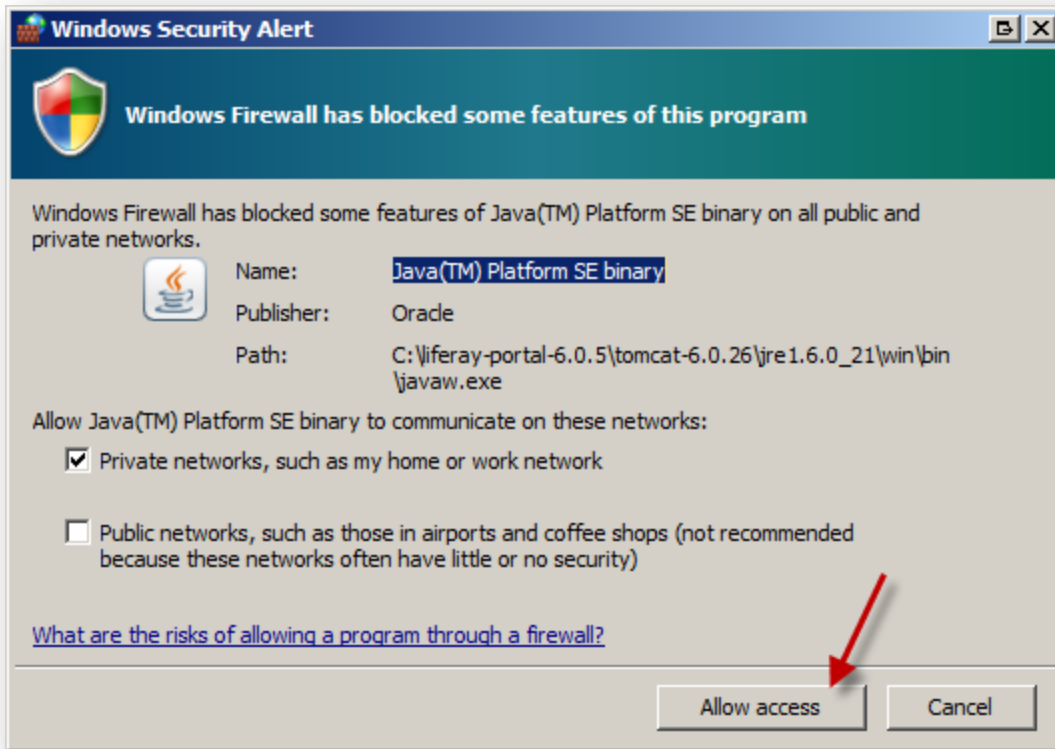 Windows Security Alert
Windows Firewall has blocked some features of this program
Windows Firewall has blocked some features of Java(TM) Platform SE binary on all public and
private networks.
Name: Java(TM) Platform SE binary
Publisher: Oracle
Path: C:\liferay-portal-6.0.5\tomcat-6.0.26\jre1.6.0_21\win\bin
\javaw.exe
Allow Java(TM) Platform SE binary to communicate on these networks:
Private networks, such as my home or work network
Public networks, such as those in airports and coffee shops (not recommended
because these networks often have little or no security)
What are the risks of allowing a program through a firewall?
Allow access Cancel